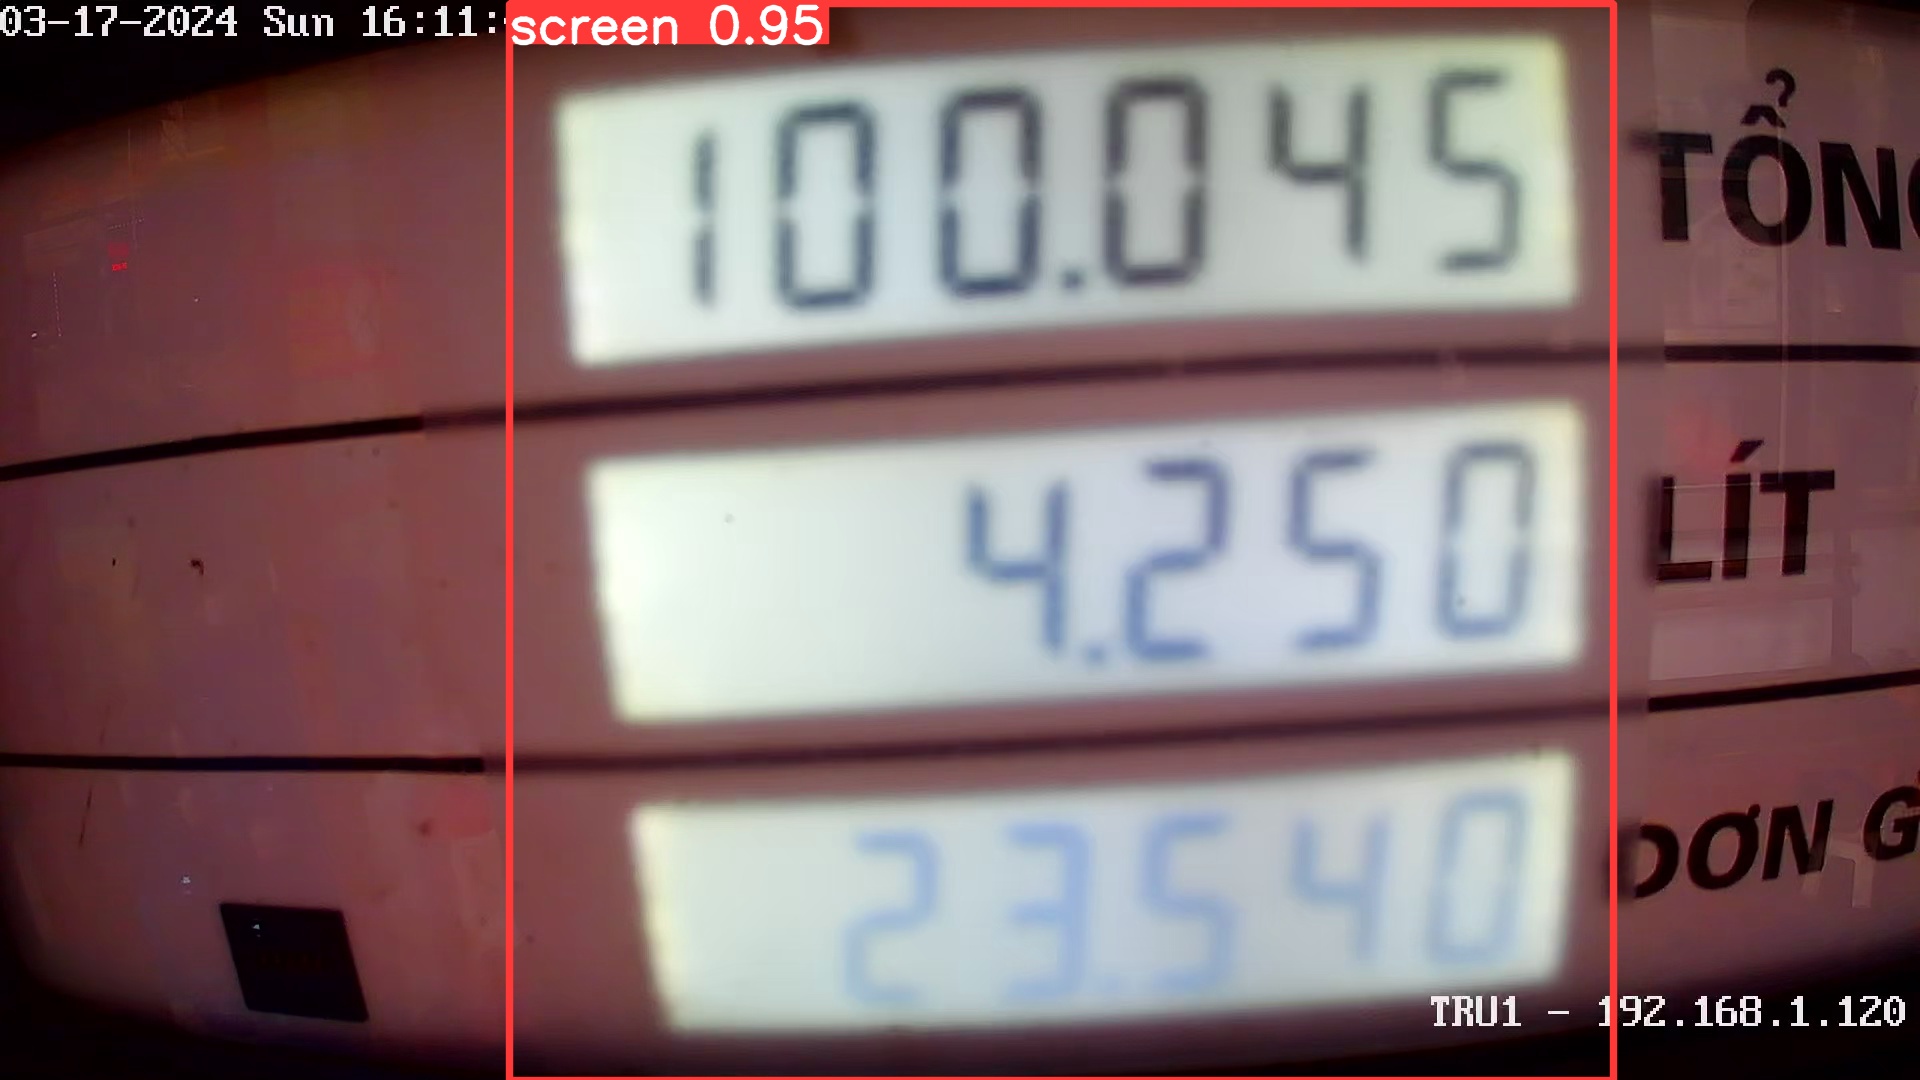 03-17-2024 Sun 16:11:
screen 0.95
100.045
TỔNG
4.250
LÍT
23.540
ĐƠN G
TRU1 - 192.168.1.120